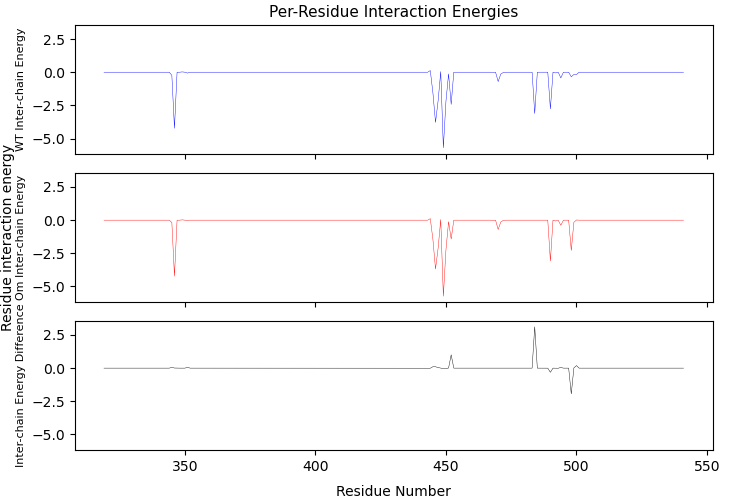 Per-Residue Interaction Energies
Residue interaction energy
WT Inter-chain Energy
2.5
0.0
−2.5
−5.0
Om Inter-chain Energy
2.5
0.0
−2.5
−5.0
Inter-chain Energy Difference
2.5
0.0
−2.5
−5.0
350
400
450
500
550
Residue Number